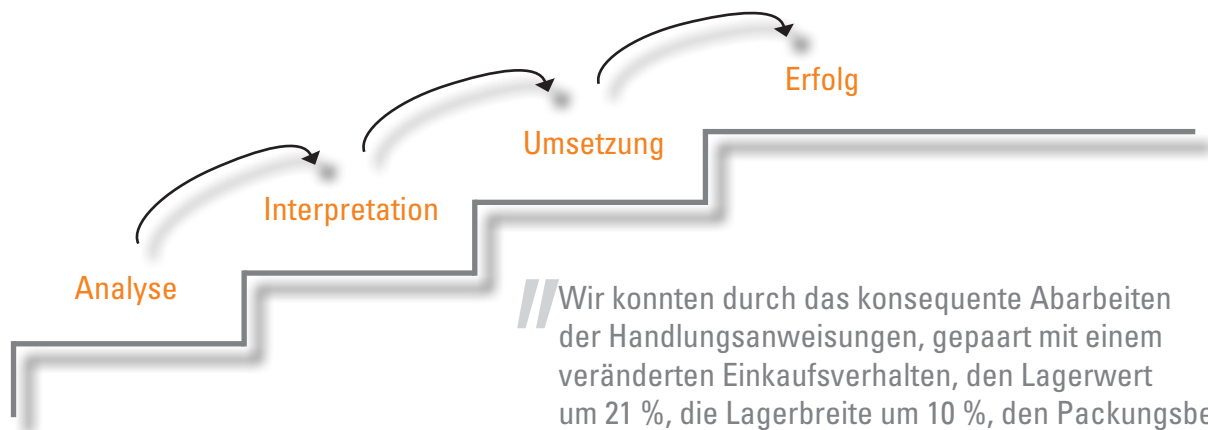 Erfolg
Umsetzung
Interpretation
Analyse
"Wir konnten durch das konsequente Abarbeiten
der Handlungsanweisungen, gepaart mit einem
veränderten Einkaufsverhalten, den Lagerwert
um 21 %, die Lagerbreite um 10 %, den Packungsbe